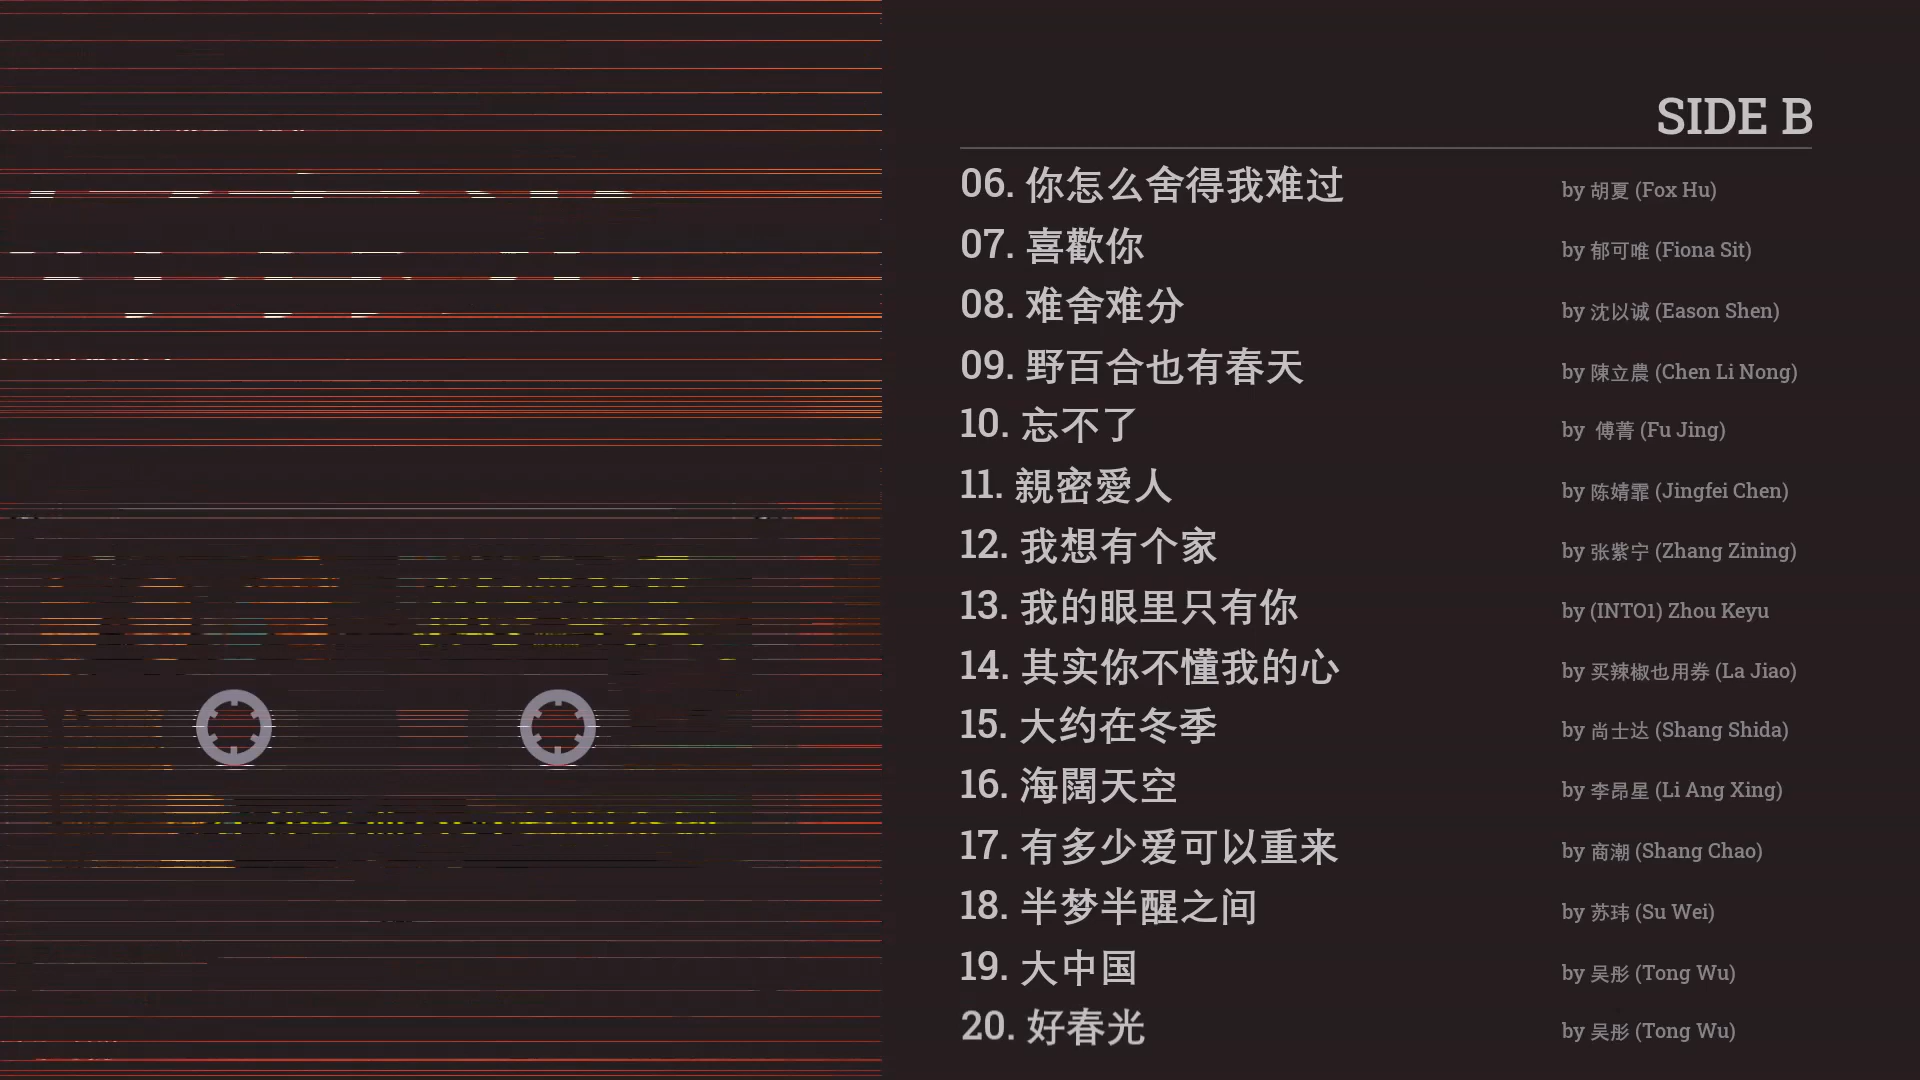 SIDE B
06. 你怎么舍得我难过 by 胡夏 (Fox Hu)
07. 喜歡你 by 郁可唯 (Fiona Sit)
08. 难舍难分 by 沈以诚 (Eason Shen)
09. 野百合也有春天 by 陳立農 (Chen Li Nong)
10. 忘不了 by 傅菁 (Fu Jing)
11. 親密愛人 by 陈婧霏 (Jingfei Chen)
12. 我想有个家 by 张紫宁 (Zhang Zining)
13. 我的眼里只有你 by (INTO1) Zhou Keyu
14. 其实你不懂我的心 by 买辣椒也用券 (La Jiao)
15. 大约在冬季 by 尚士达 (Shang Shida)
16. 海闊天空 by 李昂星 (Li Ang Xing)
17. 有多少爱可以重来 by 商潮 (Shang Chao)
18. 半梦半醒之间 by 苏玮 (Su Wei)
19. 大中国 by 吴彤 (Tong Wu)
20. 好春光 by 吴彤 (Tong Wu)